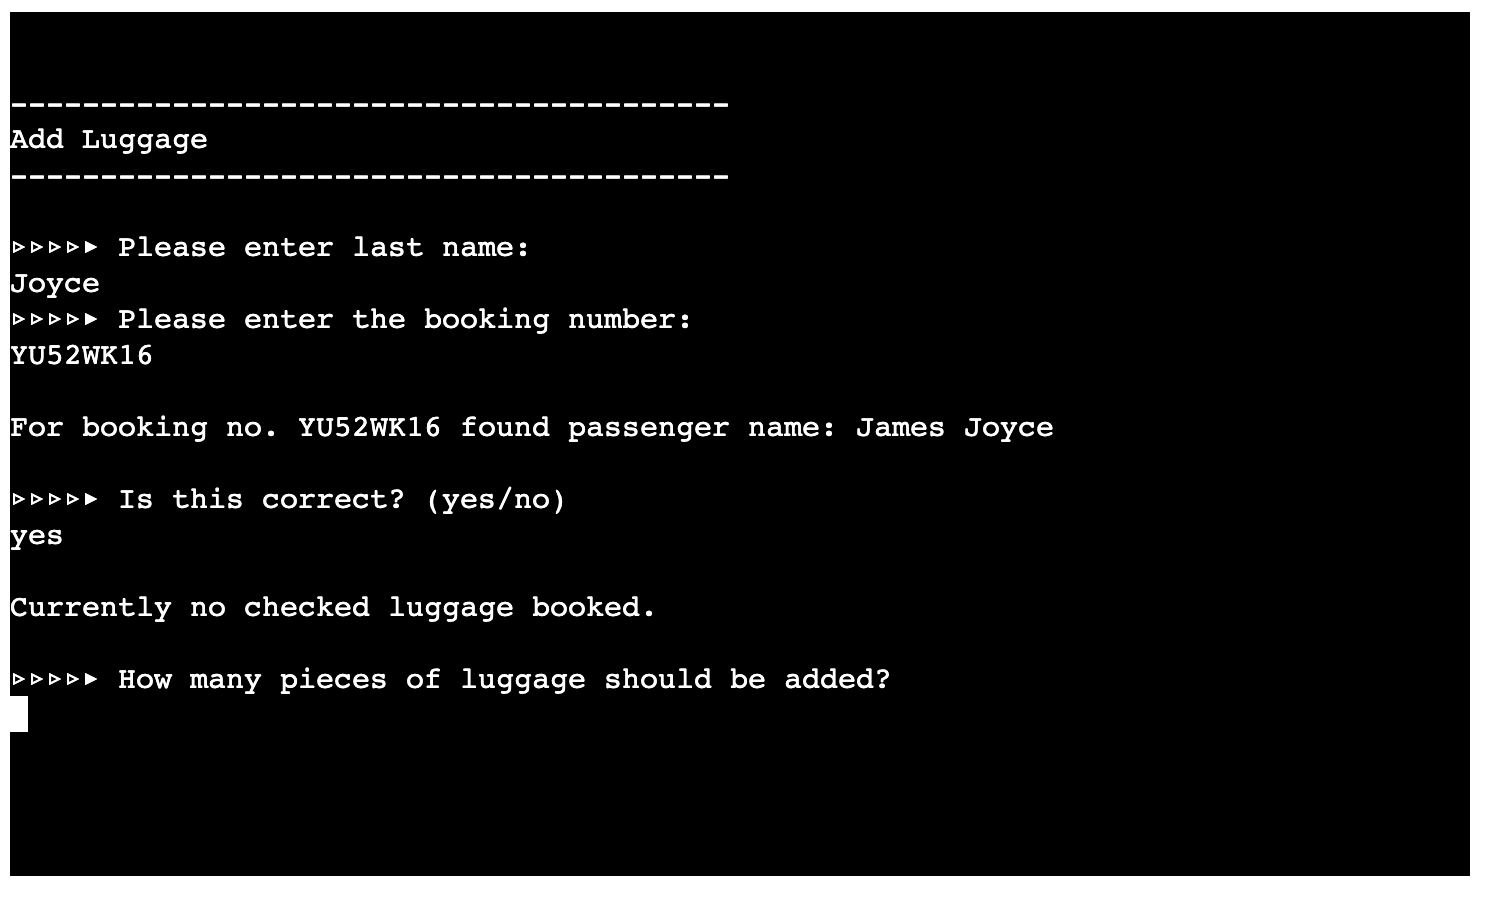 ----------------------------------------
Add Luggage
----------------------------------------
▹▹▹▹▸ Please enter last name:
Joyce
▹▹▹▹▸ Please enter the booking number:
YU52WK16
For booking no. YU52WK16 found passenger name: James Joyce
▹▹▹▹▸ Is this correct? (yes/no)
yes
Currently no checked luggage booked.
▹▹▹▹▸ How many pieces of luggage should be added?